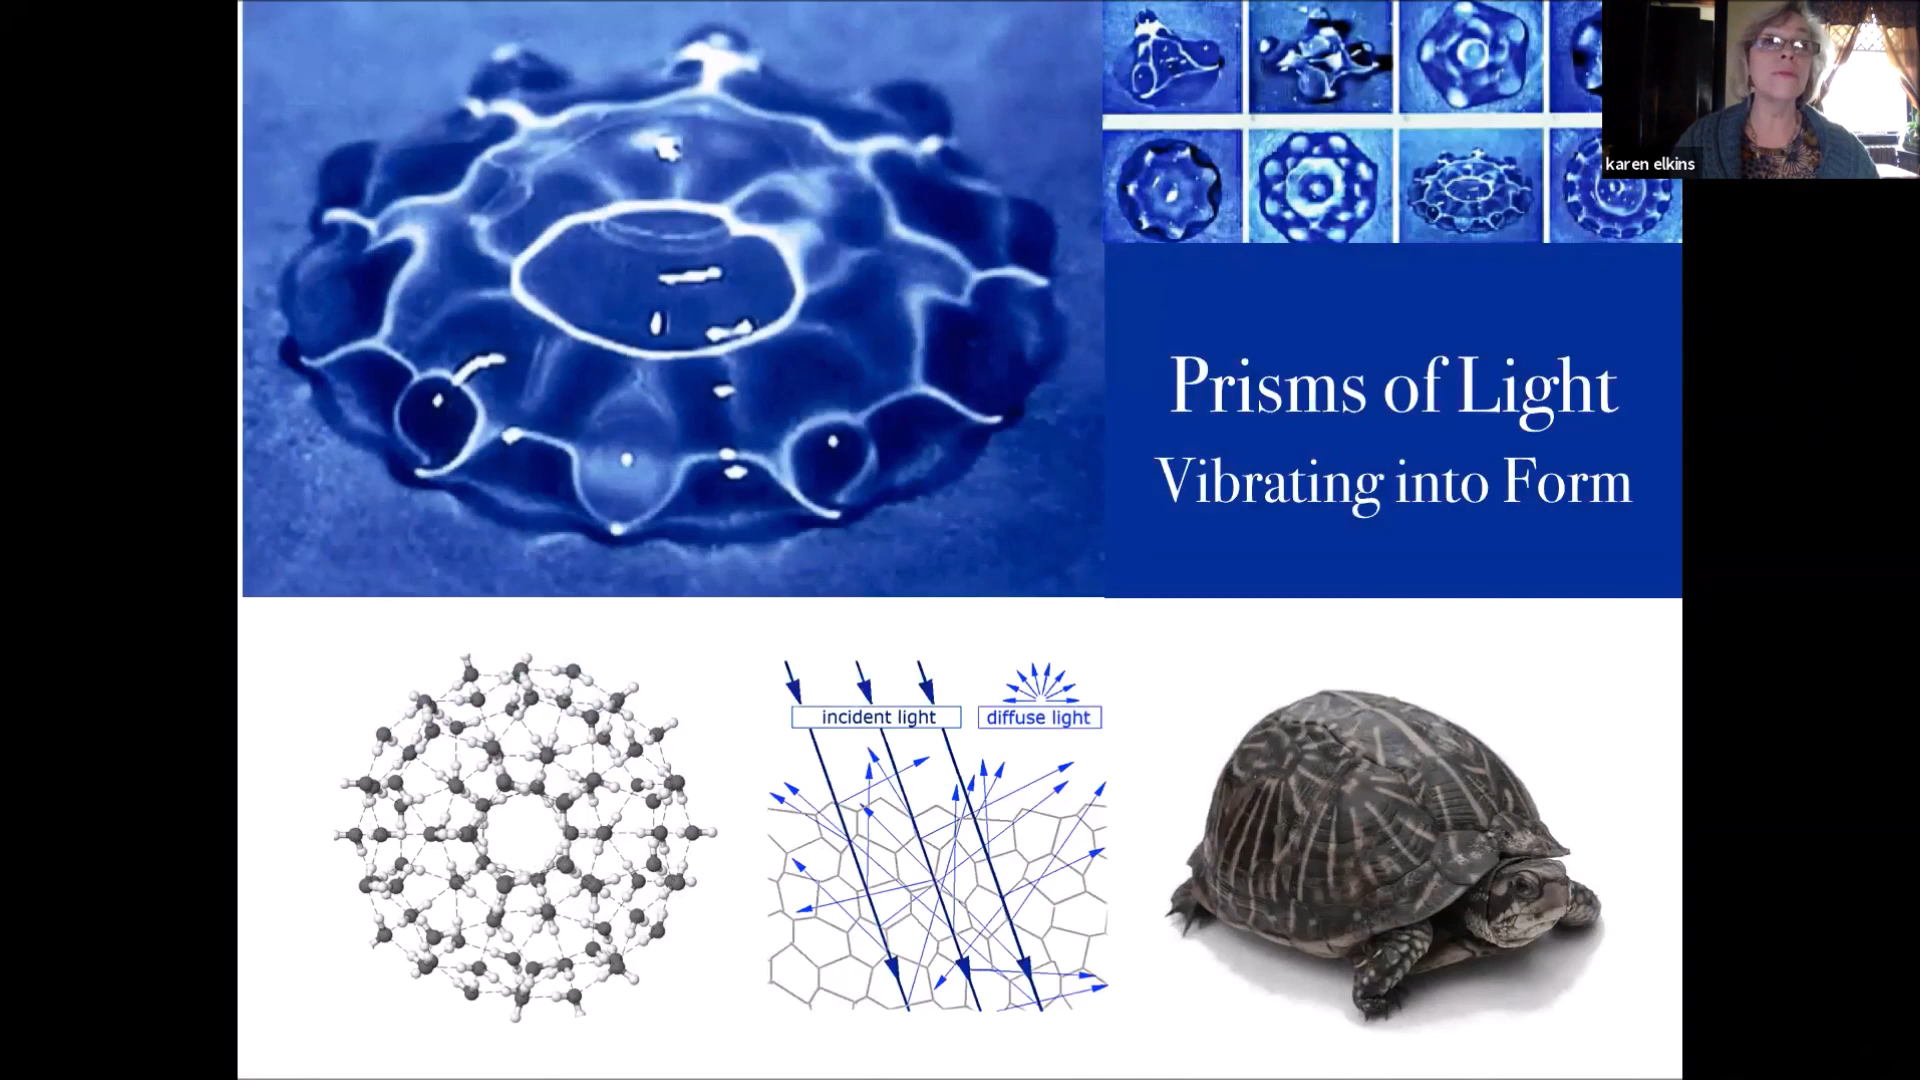 karen elkins
Prisms of Light
Vibrating into Form
incident light
diffuse light